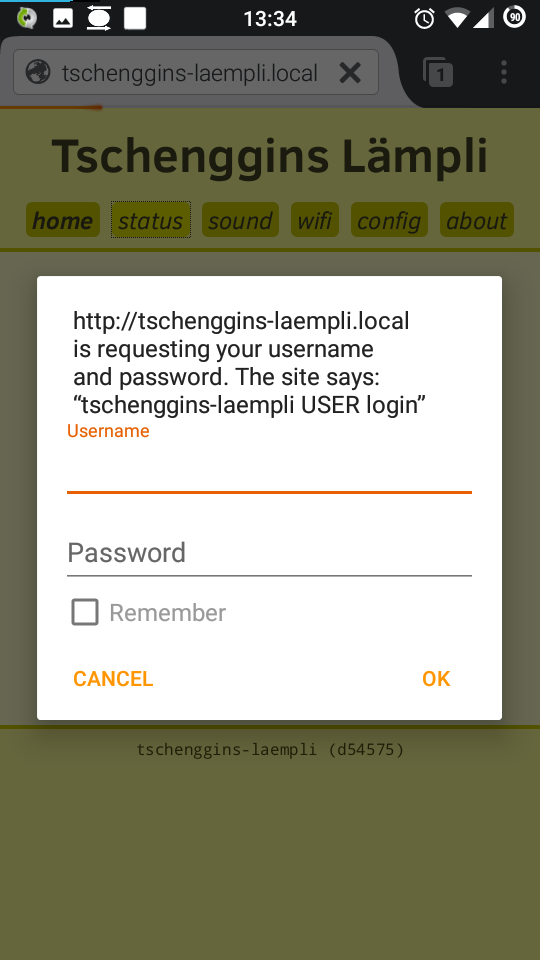 13:34
90
tschenggins-laempli.local
1
Tschenggins Lämpli
home status sound wifi config about
http://tschenggins-laempli.local
is requesting your username
and password. The site says:
“tschenggins-laempli USER login”
Username
Password
Remember
CANCEL OK
tschenggins-laempli (d54575)